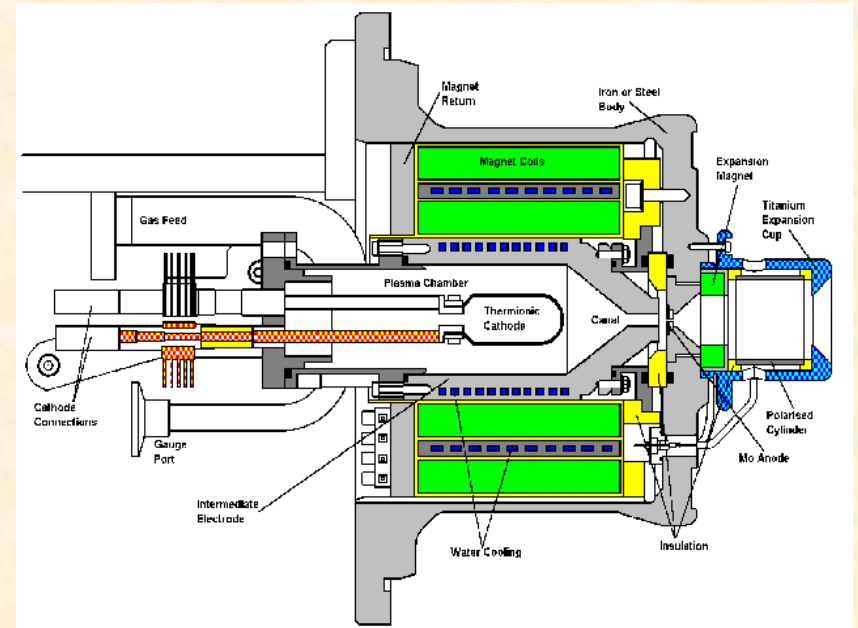 Magnet
Return
Iron or Steel
Body
Magnet Coils
Expansion
Magnet
Titanium
Expansion
Cup
Gas Feed
Plasma Chamber
Thermionic
Cathode
Canal
Cathode
Connections
Gauge
Port
Polarised
Cylinder
Mo Anode
Intermediate
Electrode
Water Cooling
Insulation